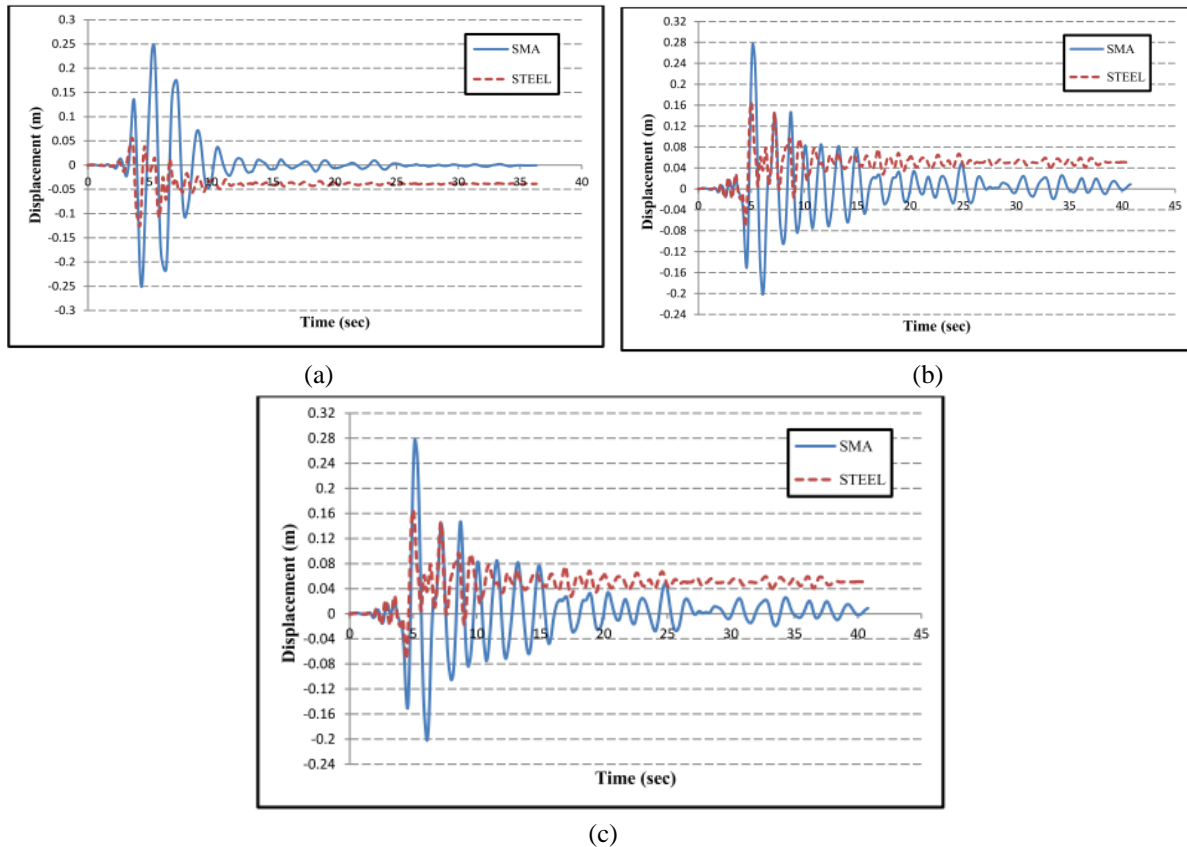 0.3
0.25
0.2
0.15
0.1
0.05
0
-0.05
-0.1
-0.15
-0.2
-0.25
-0.3
0 5 10 15 20 25 30 35 40
Displacement (m)
Time (sec)
SMA
STEEL
(a)
0.32
0.28
0.24
0.2
0.16
0.12
0.08
0.04
0
-0.04
-0.08
-0.12
-0.16
-0.2
-0.24
0 5 10 15 20 25 30 35 40 45
Displacement (m)
Time (sec)
SMA
STEEL
(b)
0.32
0.28
0.24
0.2
0.16
0.12
0.08
0.04
0
-0.04
-0.08
-0.12
-0.16
-0.2
-0.24
0 5 10 15 20 25 30 35 40 45
Displacement (m)
Time (sec)
SMA
STEEL
(c)